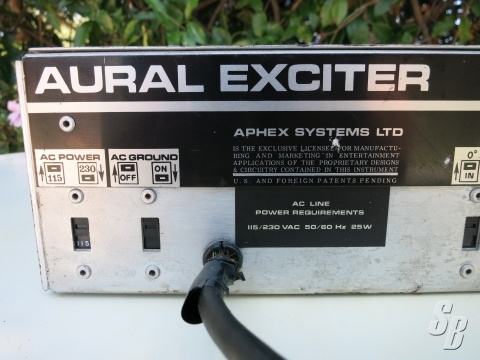 AURAL EXCITER
APHEX SYSTEMS LTD
IS THE EXCLUSIVE LICENSEE FOR MANUFACTU-
RING AND MARKETING IN ENTERTAINMENT
APPLICATIONS OF THE PROPRIETARY DESIGNS
& CIRCUITRY CONTAINED IN THIS INSTRUMENT
U.S. AND FOREIGN PATENTS PENDING
AC POWER
115 230
AC GROUND
OFF ON
0°
IN
AC LINE
POWER REQUIREMENTS
115/230 VAC 50/60 Hz 25W
115
SB